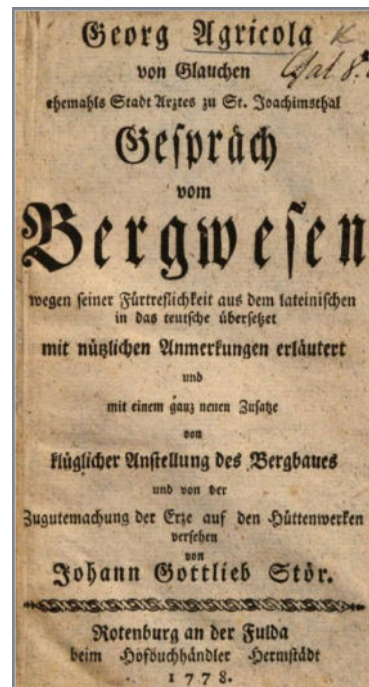 Georg Agricola
von Glauchen
ehemahls Stadt Arztes zu St. Joachimsthal
Gespräch
vom
Bergwesen
wegen seiner Fürtreflichkeit aus dem lateinischen
in das teutsche übersetzet
mit nützlichen Anmerkungen erläutert
und
mit einem ganz neuen Zusatze
von
klüglicher Anstellung des Bergbaues
und von der
Zugutemachung der Erze auf den Hüttenwerken
versehen
von
Johann Gottlieb Stör.
Rotenburg an der Fulda
beim Hofbuchhändler Hermstädt
1778.